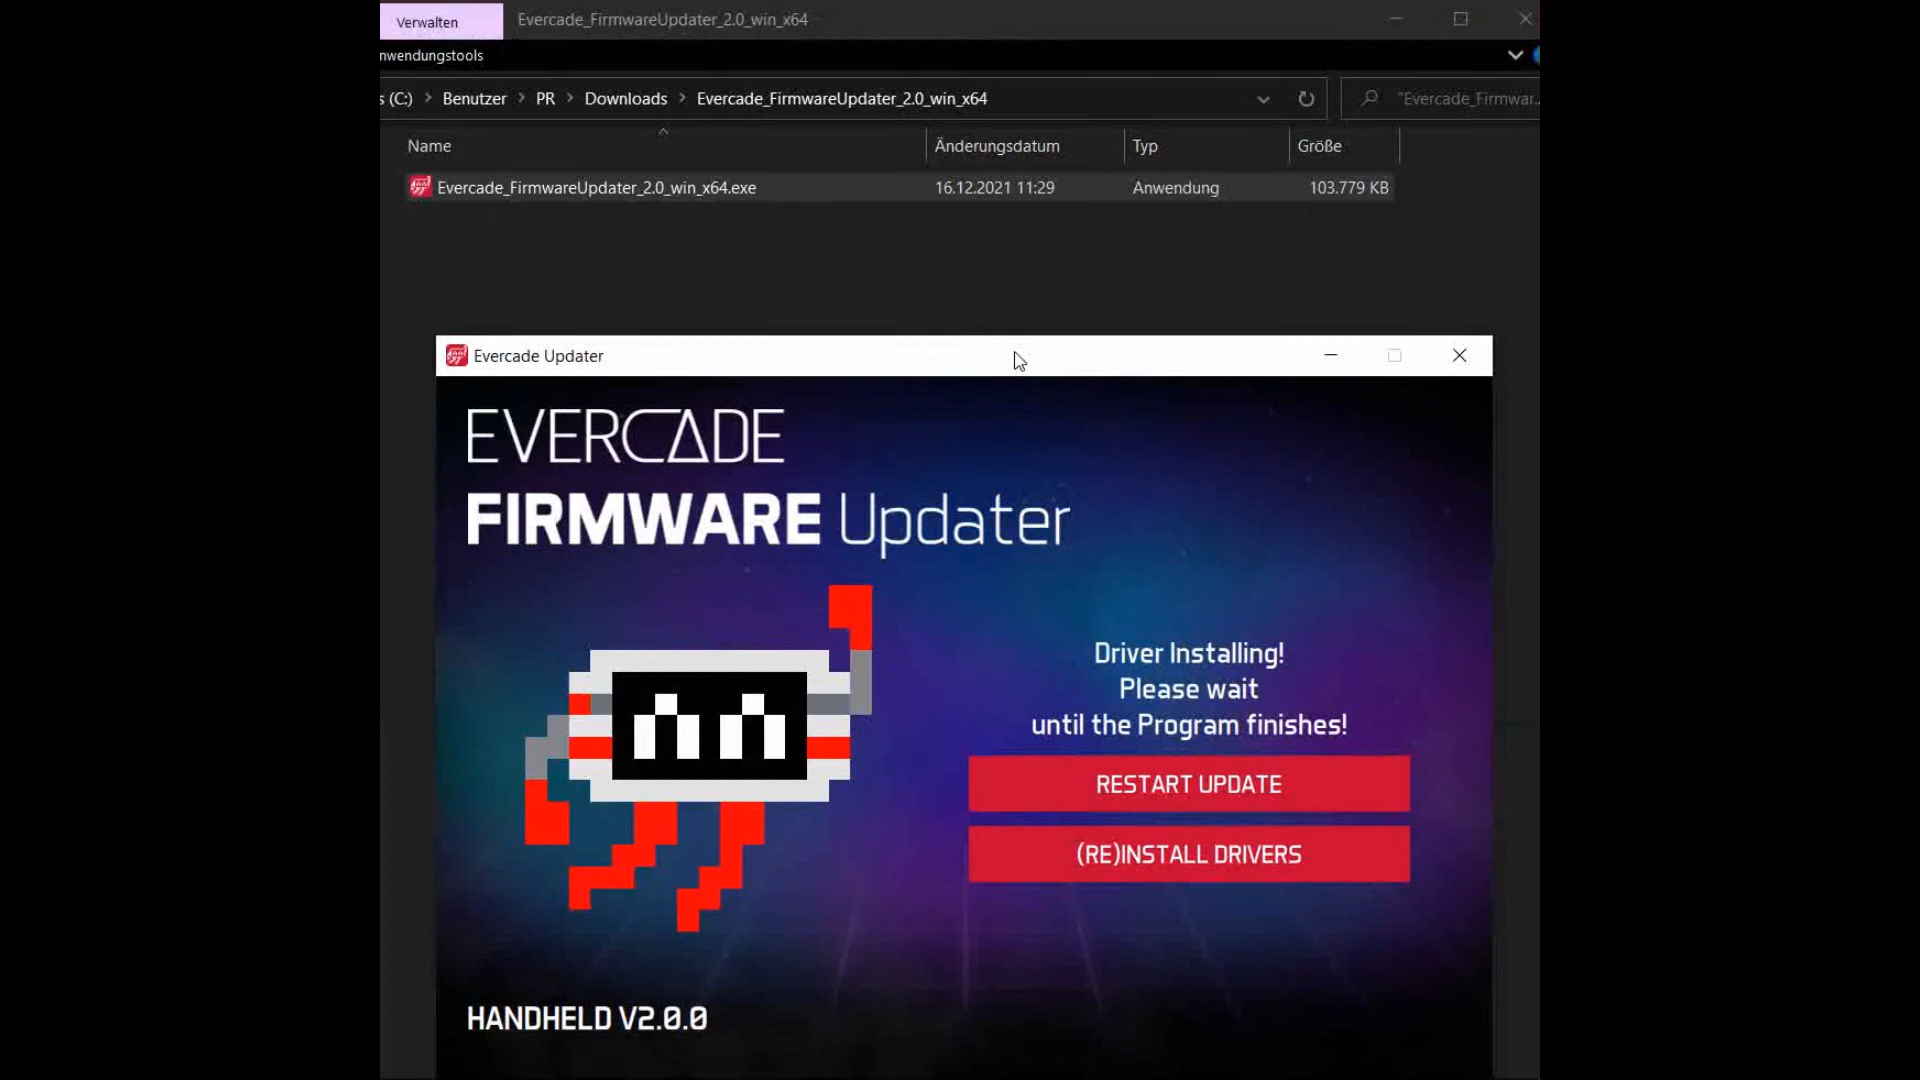 Verwalten
Evercade_FirmwareUpdater_2.0_win_x64
nwendungstools
s (C:) > Benutzer > PR > Downloads > Evercade_FirmwareUpdater_2.0_win_x64
"Evercade_Firmwar...
Name Änderungsdatum Typ Größe
Evercade_FirmwareUpdater_2.0_win_x64.exe 16.12.2021 11:29 Anwendung 103.779 KB
Evercade Updater
EVERCADE
FIRMWARE Updater
Driver Installing!
Please wait
until the Program finishes!
RESTART UPDATE
(RE)INSTALL DRIVERS
HANDHELD V2.0.0